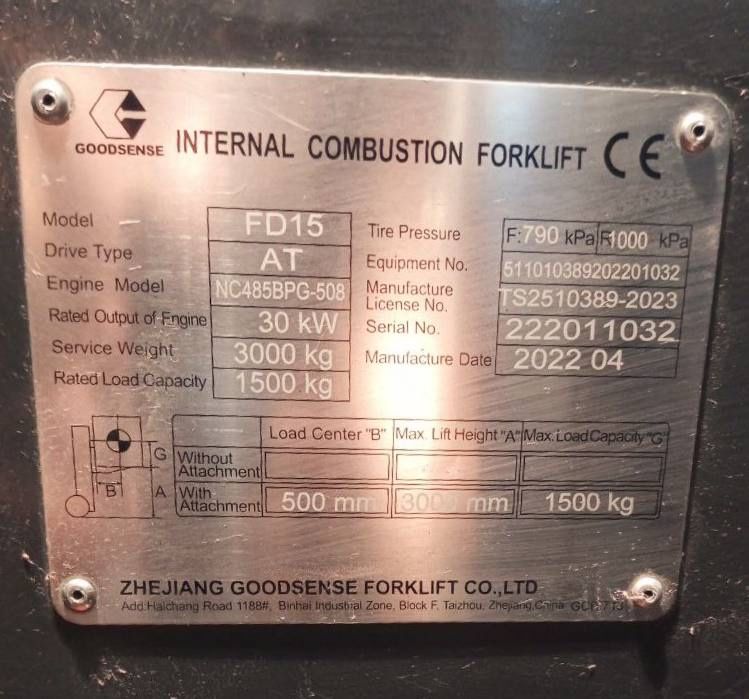 GOODSENSE INTERNAL COMBUSTION FORKLIFT CE
Model FD15 Tire Pressure F:790 kPa R1000 kPa
Drive Type AT Equipment No. 511010389202201032
Engine Model NC485BPG-508 Manufacture License No. TS2510389-2023
Rated Output of Engine 30 kW Serial No. 222011032
Service Weight 3000 kg Manufacture Date 2022 04
Rated Load Capacity 1500 kg
Load Center "B" Max. Lift Height "A" Max. Load Capacity "G"
G Without Attachment
B A With Attachment 500 mm 3000 mm 1500 kg
ZHEJIANG GOODSENSE FORKLIFT CO.,LTD
Add:Haichang Road 1188#, Binhai Industrial Zone, Block F, Taizhou, Zhejiang,China